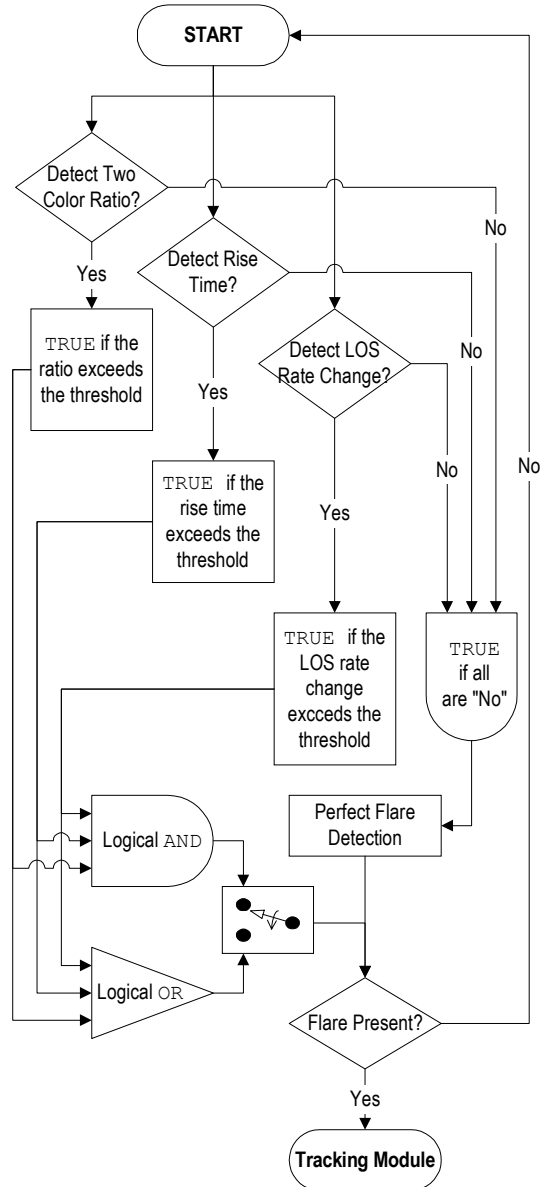 START
Detect Two
Color Ratio?
No
Yes
Detect Rise
Time?
TRUE if the
ratio exceeds
the threshold
No
Detect LOS
Rate Change?
Yes
No
No
TRUE if the
rise time
exceeds the
threshold
Yes
TRUE if the
LOS rate
change
excceds the
threshold
TRUE
if all
are "No"
Perfect Flare
Detection
Logical AND
Logical OR
Flare Present?
Yes
Tracking Module